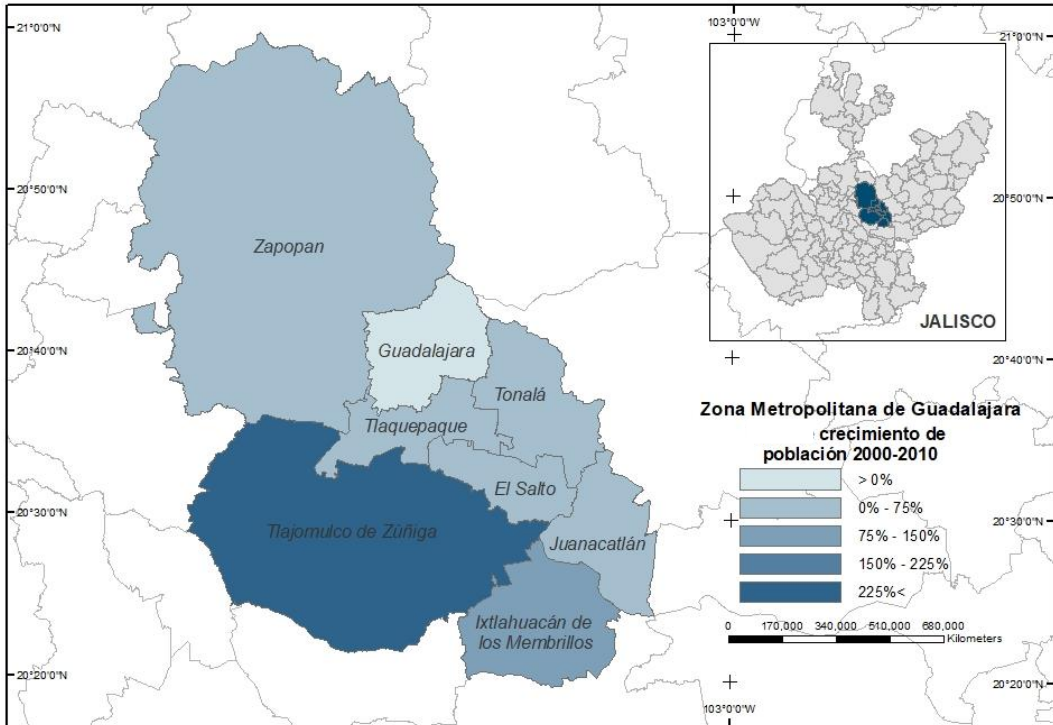 103°0'0"W
21°0'0"N
21°0'0"N
20°50'0"N
20°50'0"N
20°40'0"N
20°40'0"N
20°30'0"N
20°30'0"N
20°20'0"N
20°20'0"N
103°0'0"W
Zapopan
Guadalajara
Tonalá
Tlaquepaque
El Salto
Tlajomulco de Zúñiga
Juanacatlán
Ixtlahuacán de
los Membrillos
JALISCO
Zona Metropolitana de Guadalajara
crecimiento de
población 2000-2010
> 0%
0% - 75%
75% - 150%
150% - 225%
225%<
0 170,000 340,000 510,000 680,000
Kilometers